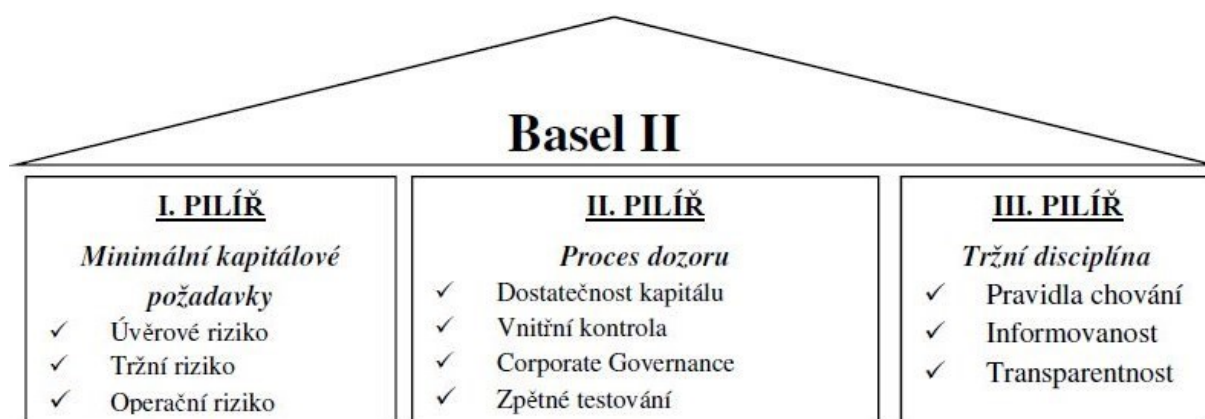 Basel II
I. PILÍŘ
Minimální kapitálové
požadavky
✓ Úvěrové riziko
✓ Tržní riziko
✓ Operační riziko
II. PILÍŘ
Proces dozoru
✓ Dostatečnost kapitálu
✓ Vnitřní kontrola
✓ Corporate Governance
✓ Zpětné testování
III. PILÍŘ
Tržní disciplína
✓ Pravidla chování
✓ Informovanost
✓ Transparentnost